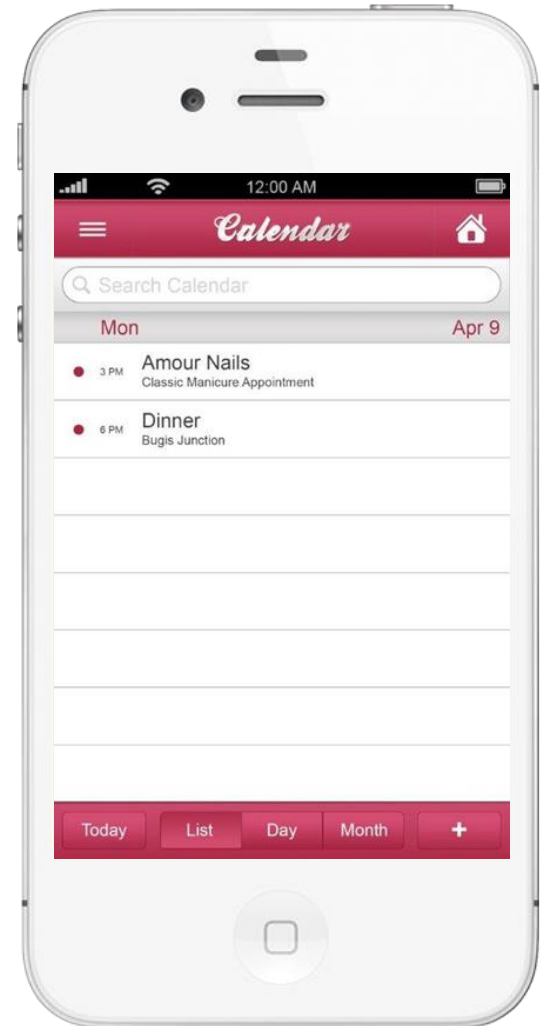 12:00 AM
Calendar
Search Calendar
Mon Apr 9
3 PM Amour Nails
Classic Manicure Appointment
6 PM Dinner
Bugis Junction
Today List Day Month +